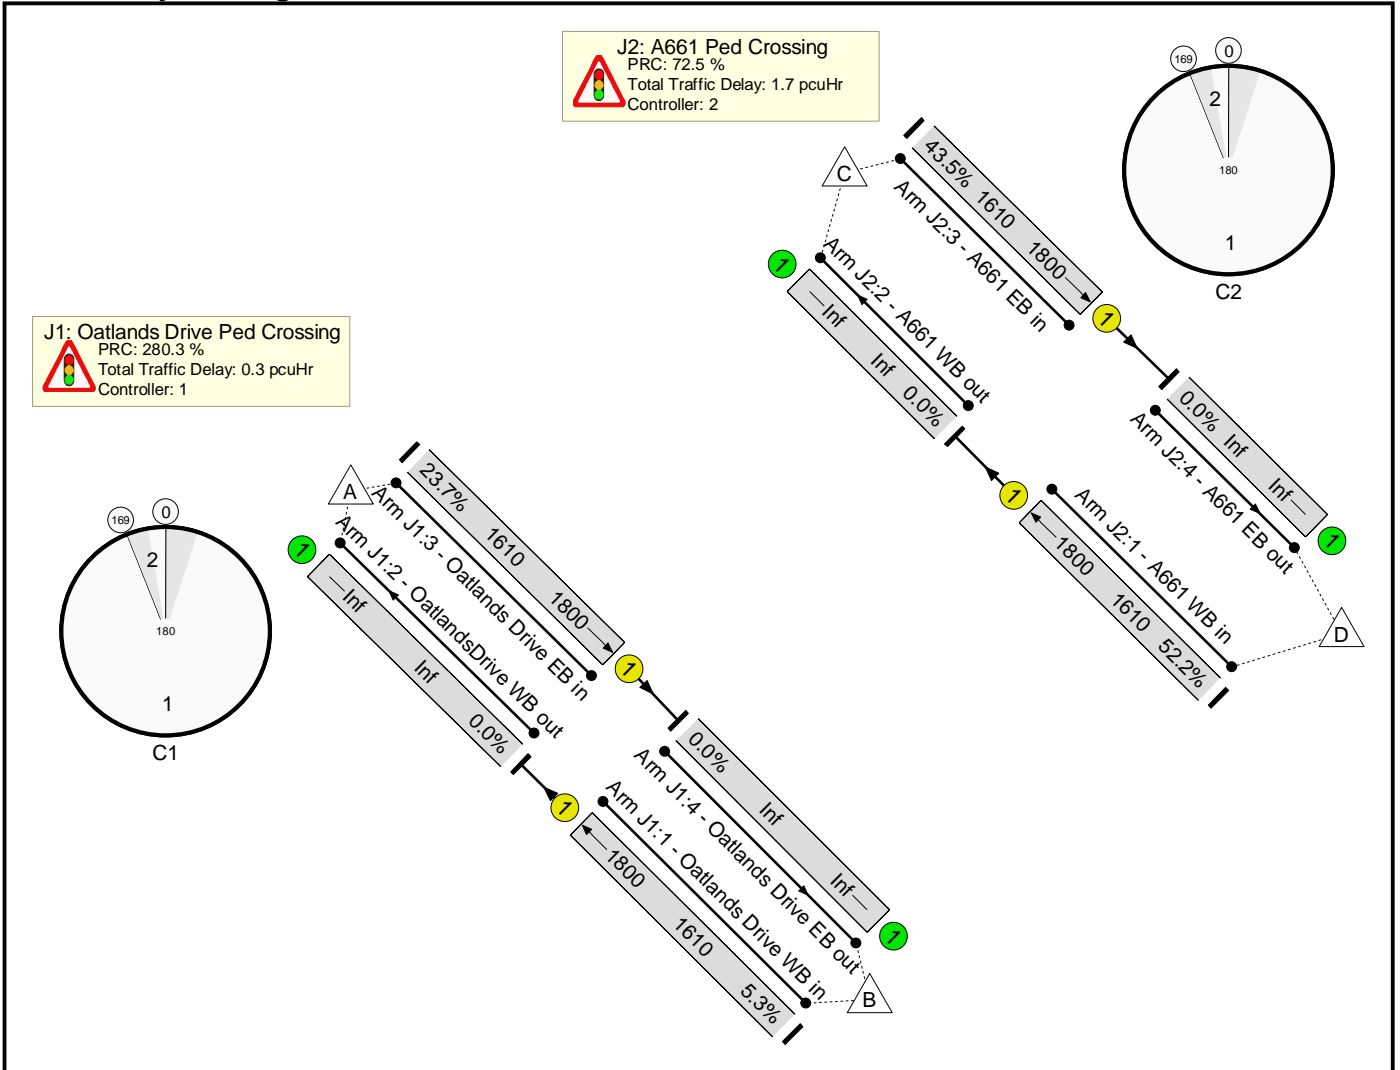 J2: A661 Ped Crossing
PRC: 72.5 %
Total Traffic Delay: 1.7 pcuHr
Controller: 2
169
0
2
180
1
C2
C
43.5% 1610 1800
Arm J2:3 - A661 EB in
1
1
Arm J2:2 - A661 WB out
Inf Inf 0.0%
0.0% Inf Inf
Arm J2:4 - A661 EB out
1
1
Arm J2:1 - A661 WB in
1800 1610 52.2%
D
J1: Oatlands Drive Ped Crossing
PRC: 280.3 %
Total Traffic Delay: 0.3 pcuHr
Controller: 1
169
0
2
180
1
C1
A
23.7% 1610 1800
Arm J1:3 - Oatlands Drive EB in
1
1
Arm J1:2 - OatlandsDrive WB out
Inf Inf 0.0%
0.0% Inf Inf
Arm J1:4 - Oatlands Drive EB out
1
1
Arm J1:1 - Oatlands Drive WB in
1800 1610 5.3%
B